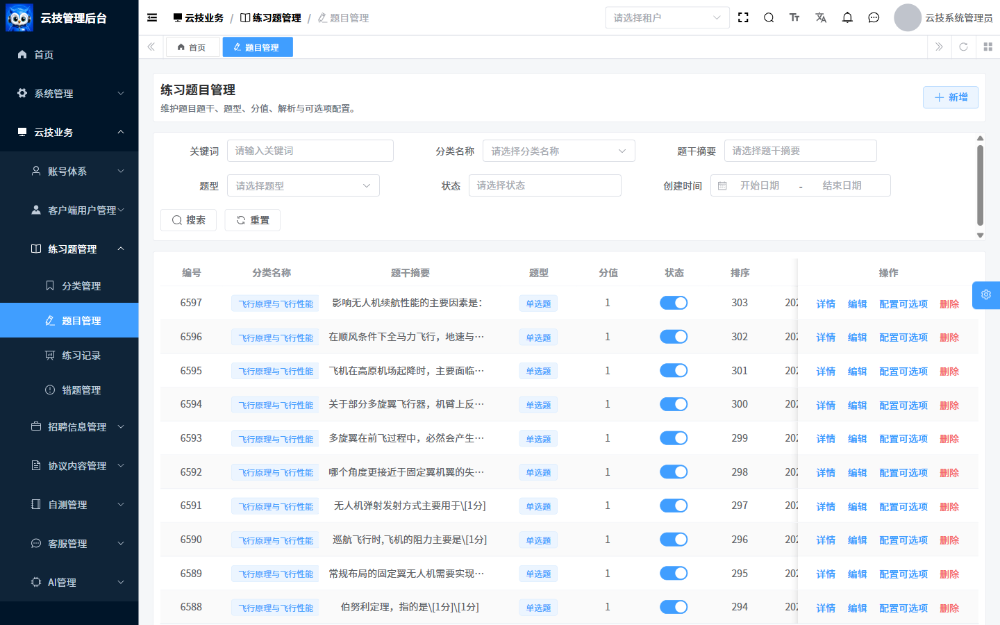 云技管理后台
云技业务 / 练习题管理 / 题目管理
请选择租户
云技系统管理员
首页
题目管理
首页
系统管理
云技业务
账号体系
客户端用户管理
练习题管理
分类管理
题目管理
练习记录
错题管理
招聘信息管理
协议内容管理
自测管理
客服管理
AI管理
练习题目管理
维护题目题干、题型、分值、解析与可选项配置。
新增
关键词 请输入关键词 分类名称 请选择分类名称 题干摘要 请选择题干摘要
题型 请选择题型 状态 请选择状态 创建时间 开始日期 - 结束日期
搜索 重置
编号 分类名称 题干摘要 题型 分值 状态 排序 操作
6597 飞行原理与飞行性能 影响无人机续航性能的主要因素是： 单选题 1 303 202 详情 编辑 配置可选项 删除
6596 飞行原理与飞行性能 在顺风条件下全马力飞行，地速与… 单选题 1 302 202 详情 编辑 配置可选项 删除
6595 飞行原理与飞行性能 飞机在高原机场起降时，主要面临… 单选题 1 301 202 详情 编辑 配置可选项 删除
6594 飞行原理与飞行性能 关于部分多旋翼飞行器，机臂上反… 单选题 1 300 202 详情 编辑 配置可选项 删除
6593 飞行原理与飞行性能 多旋翼在前飞过程中，必然会产生… 单选题 1 299 202 详情 编辑 配置可选项 删除
6592 飞行原理与飞行性能 哪个角度更接近于固定翼机翼的失… 单选题 1 298 202 详情 编辑 配置可选项 删除
6591 飞行原理与飞行性能 无人机弹射发射方式主要用于\[1分] 单选题 1 297 202 详情 编辑 配置可选项 删除
6590 飞行原理与飞行性能 巡航飞行时,飞机的阻力主要是\[1分] 单选题 1 296 202 详情 编辑 配置可选项 删除
6589 飞行原理与飞行性能 常规布局的固定翼无人机需要实现… 单选题 1 295 202 详情 编辑 配置可选项 删除
6588 飞行原理与飞行性能 伯努利定理，指的是\[1分]\[1分] 单选题 1 294 202 详情 编辑 配置可选项 删除